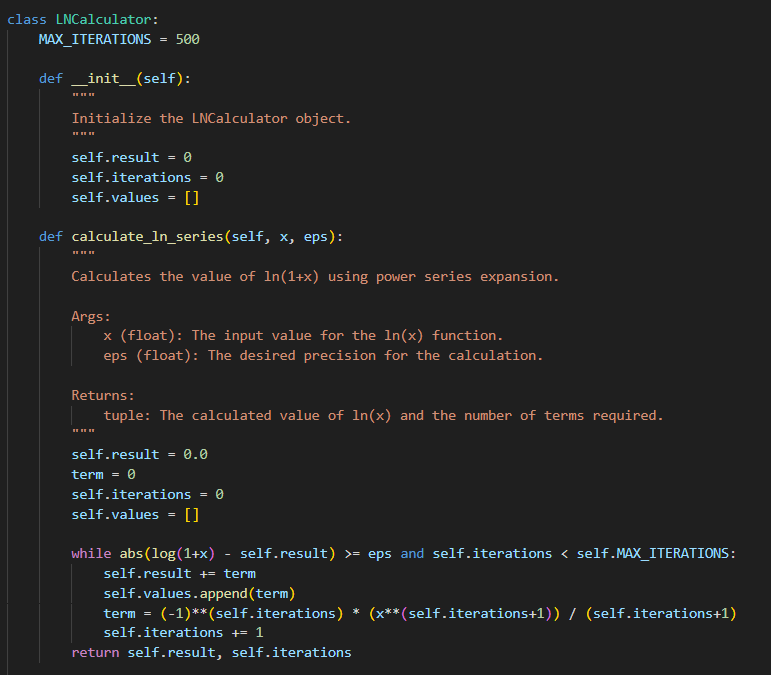 class LNCalculator:
    MAX_ITERATIONS = 500

    def __init__(self):
        """
        Initialize the LNCalculator object.
        """
        self.result = 0
        self.iterations = 0
        self.values = []

    def calculate_ln_series(self, x, eps):
        """
        Calculates the value of ln(1+x) using power series expansion.

        Args:
            x (float): The input value for the ln(x) function.
            eps (float): The desired precision for the calculation.

        Returns:
            tuple: The calculated value of ln(x) and the number of terms required.
        """
        self.result = 0.0
        term = 0
        self.iterations = 0
        self.values = []

        while abs(log(1+x) - self.result) >= eps and self.iterations < self.MAX_ITERATIONS:
            self.result += term
            self.values.append(term)
            term = (-1)**(self.iterations) * (x**(self.iterations+1)) / (self.iterations+1)
            self.iterations += 1
        return self.result, self.iterations